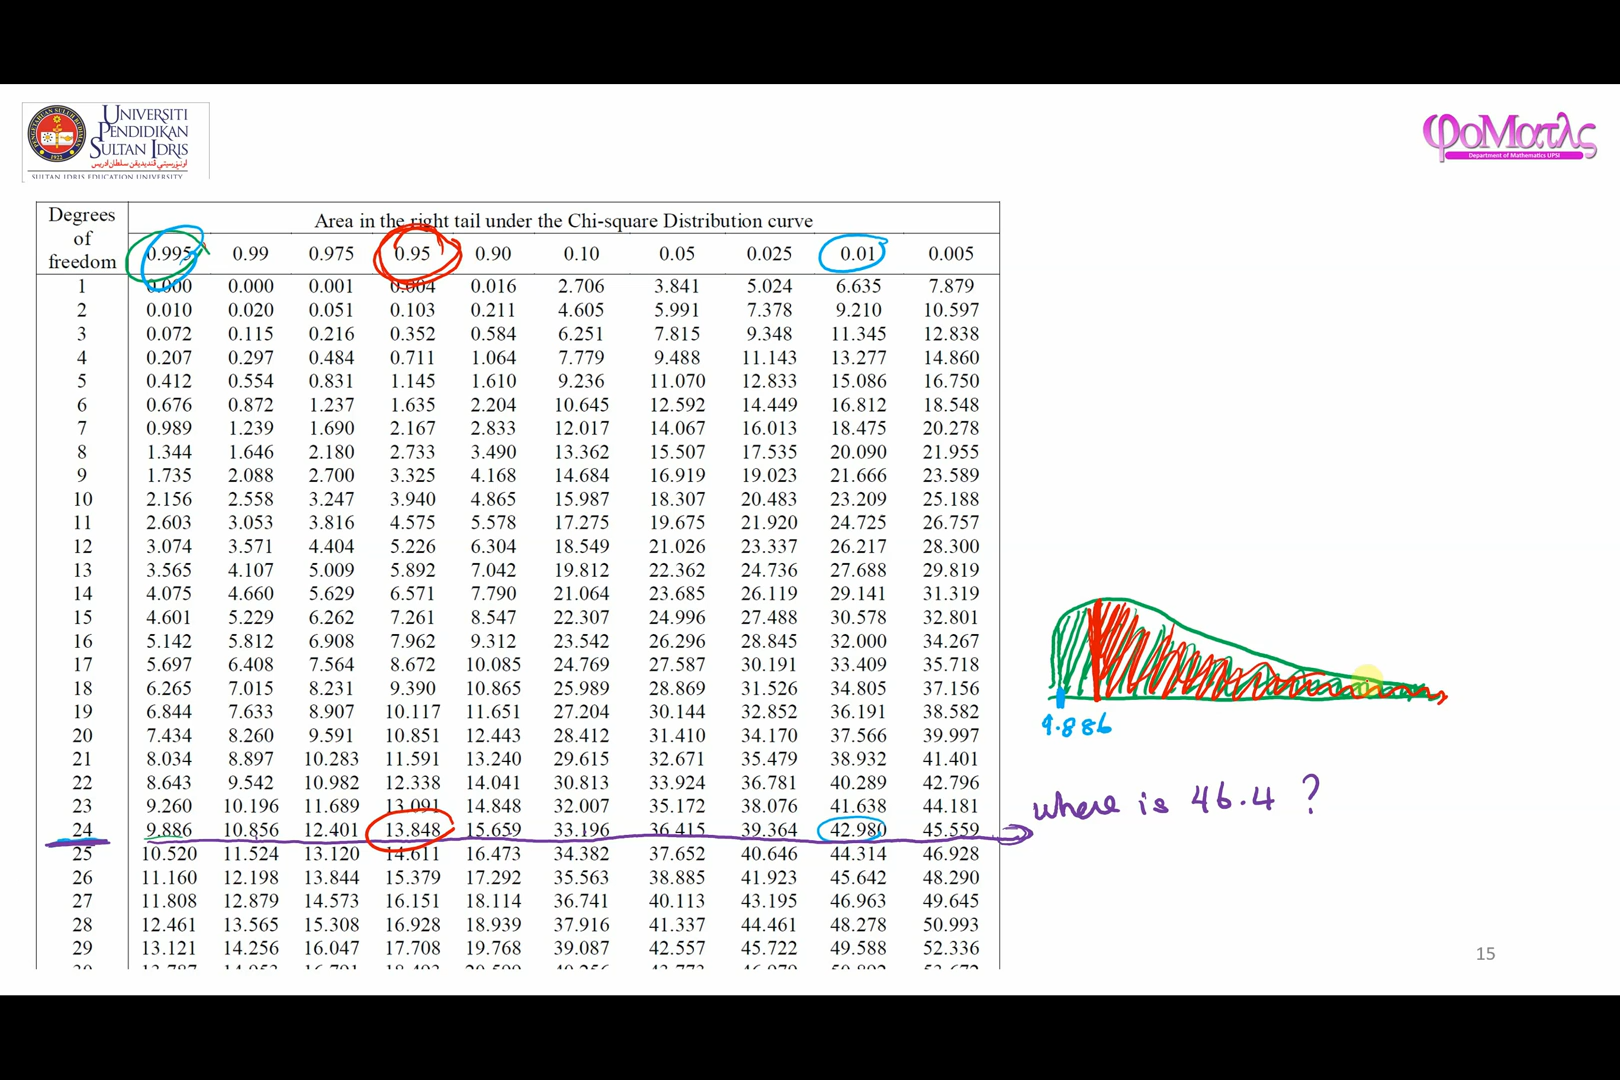 UNIVERSITI
PENDIDIKAN
SULTAN IDRIS
اونيۏرسيتي ڤنديديقن سلطان ادريس
SULTAN IDRIS EDUCATION UNIVERSITY
φοΜατλς
Department of Mathematics UPSI
Degrees of freedom Area in the right tail under the Chi-square Distribution curve
0.995 0.99 0.975 0.95 0.90 0.10 0.05 0.025 0.01 0.005
1 0.000 0.000 0.001 0.004 0.016 2.706 3.841 5.024 6.635 7.879
2 0.010 0.020 0.051 0.103 0.211 4.605 5.991 7.378 9.210 10.597
3 0.072 0.115 0.216 0.352 0.584 6.251 7.815 9.348 11.345 12.838
4 0.207 0.297 0.484 0.711 1.064 7.779 9.488 11.143 13.277 14.860
5 0.412 0.554 0.831 1.145 1.610 9.236 11.070 12.833 15.086 16.750
6 0.676 0.872 1.237 1.635 2.204 10.645 12.592 14.449 16.812 18.548
7 0.989 1.239 1.690 2.167 2.833 12.017 14.067 16.013 18.475 20.278
8 1.344 1.646 2.180 2.733 3.490 13.362 15.507 17.535 20.090 21.955
9 1.735 2.088 2.700 3.325 4.168 14.684 16.919 19.023 21.666 23.589
10 2.156 2.558 3.247 3.940 4.865 15.987 18.307 20.483 23.209 25.188
11 2.603 3.053 3.816 4.575 5.578 17.275 19.675 21.920 24.725 26.757
12 3.074 3.571 4.404 5.226 6.304 18.549 21.026 23.337 26.217 28.300
13 3.565 4.107 5.009 5.892 7.042 19.812 22.362 24.736 27.688 29.819
14 4.075 4.660 5.629 6.571 7.790 21.064 23.685 26.119 29.141 31.319
15 4.601 5.229 6.262 7.261 8.547 22.307 24.996 27.488 30.578 32.801
16 5.142 5.812 6.908 7.962 9.312 23.542 26.296 28.845 32.000 34.267
17 5.697 6.408 7.564 8.672 10.085 24.769 27.587 30.191 33.409 35.718
18 6.265 7.015 8.231 9.390 10.865 25.989 28.869 31.526 34.805 37.156
19 6.844 7.633 8.907 10.117 11.651 27.204 30.144 32.852 36.191 38.582
20 7.434 8.260 9.591 10.851 12.443 28.412 31.410 34.170 37.566 39.997
21 8.034 8.897 10.283 11.591 13.240 29.615 32.671 35.479 38.932 41.401
22 8.643 9.542 10.982 12.338 14.041 30.813 33.924 36.781 40.289 42.796
23 9.260 10.196 11.689 13.091 14.848 32.007 35.172 38.076 41.638 44.181
24 9.886 10.856 12.401 13.848 15.659 33.196 36.415 39.364 42.980 45.559
25 10.520 11.524 13.120 14.611 16.473 34.382 37.652 40.646 44.314 46.928
26 11.160 12.198 13.844 15.379 17.292 35.563 38.885 41.923 45.642 48.290
27 11.808 12.879 14.573 16.151 18.114 36.741 40.113 43.195 46.963 49.645
28 12.461 13.565 15.308 16.928 18.939 37.916 41.337 44.461 48.278 50.993
29 13.121 14.256 16.047 17.708 19.768 39.087 42.557 45.722 49.588 52.336
9.886
where is 46.4 ?
15